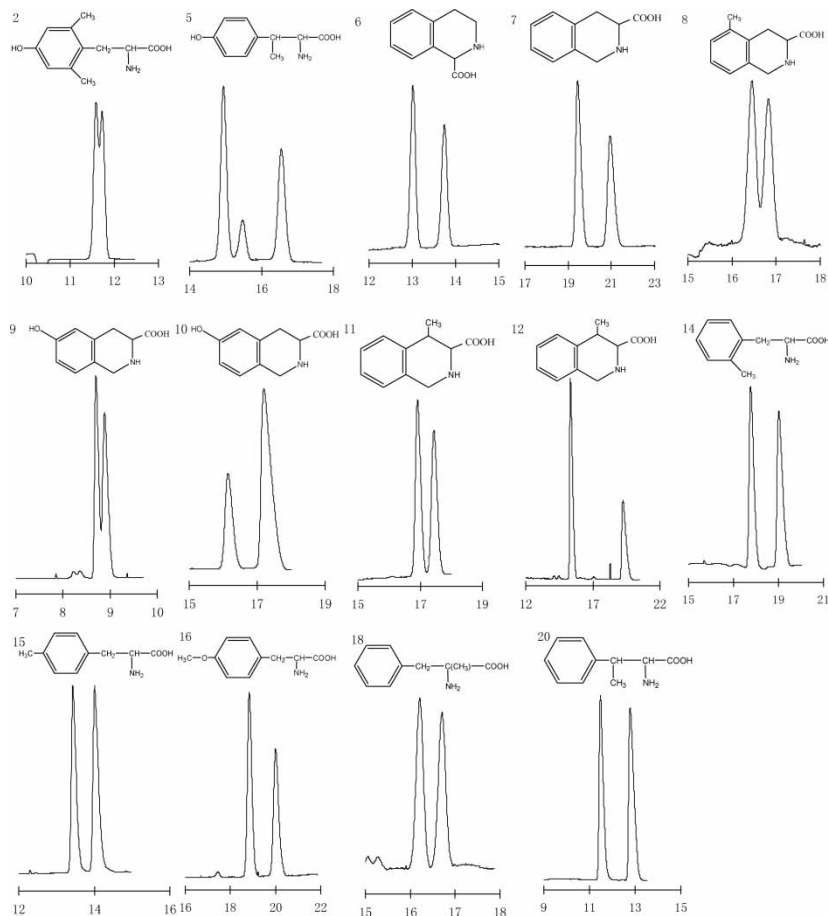 2 5 6 7 8
CH₃ HO CH₂—CH—COOH NH₂ CH₃
HO CH—CH—COOH CH₃ NH₂
NH COOH
COOH NH
CH₃ COOH NH
10 11 12 13
14 16 18
12 13 14 15
17 19 21 23
15 16 17 18
9 10 11 12 14
HO COOH NH
HO COOH NH
CH₃ COOH NH
CH₃ COOH NH
CH₂—CH—COOH NH₂ CH₃
7 8 9 10
15 17 19
15 17 19
12 17 22
15 17 19 21
15 16 18 20
CH₃ CH₂—CH—COOH NH₂
CH₃—O CH₂—CH—COOH NH₂
CH₂—C(CH₃)—COOH NH₂
CH—CH—COOH CH₃ NH₂
12 14 16
16 18 20 22
15 16 17 18
9 11 13 15